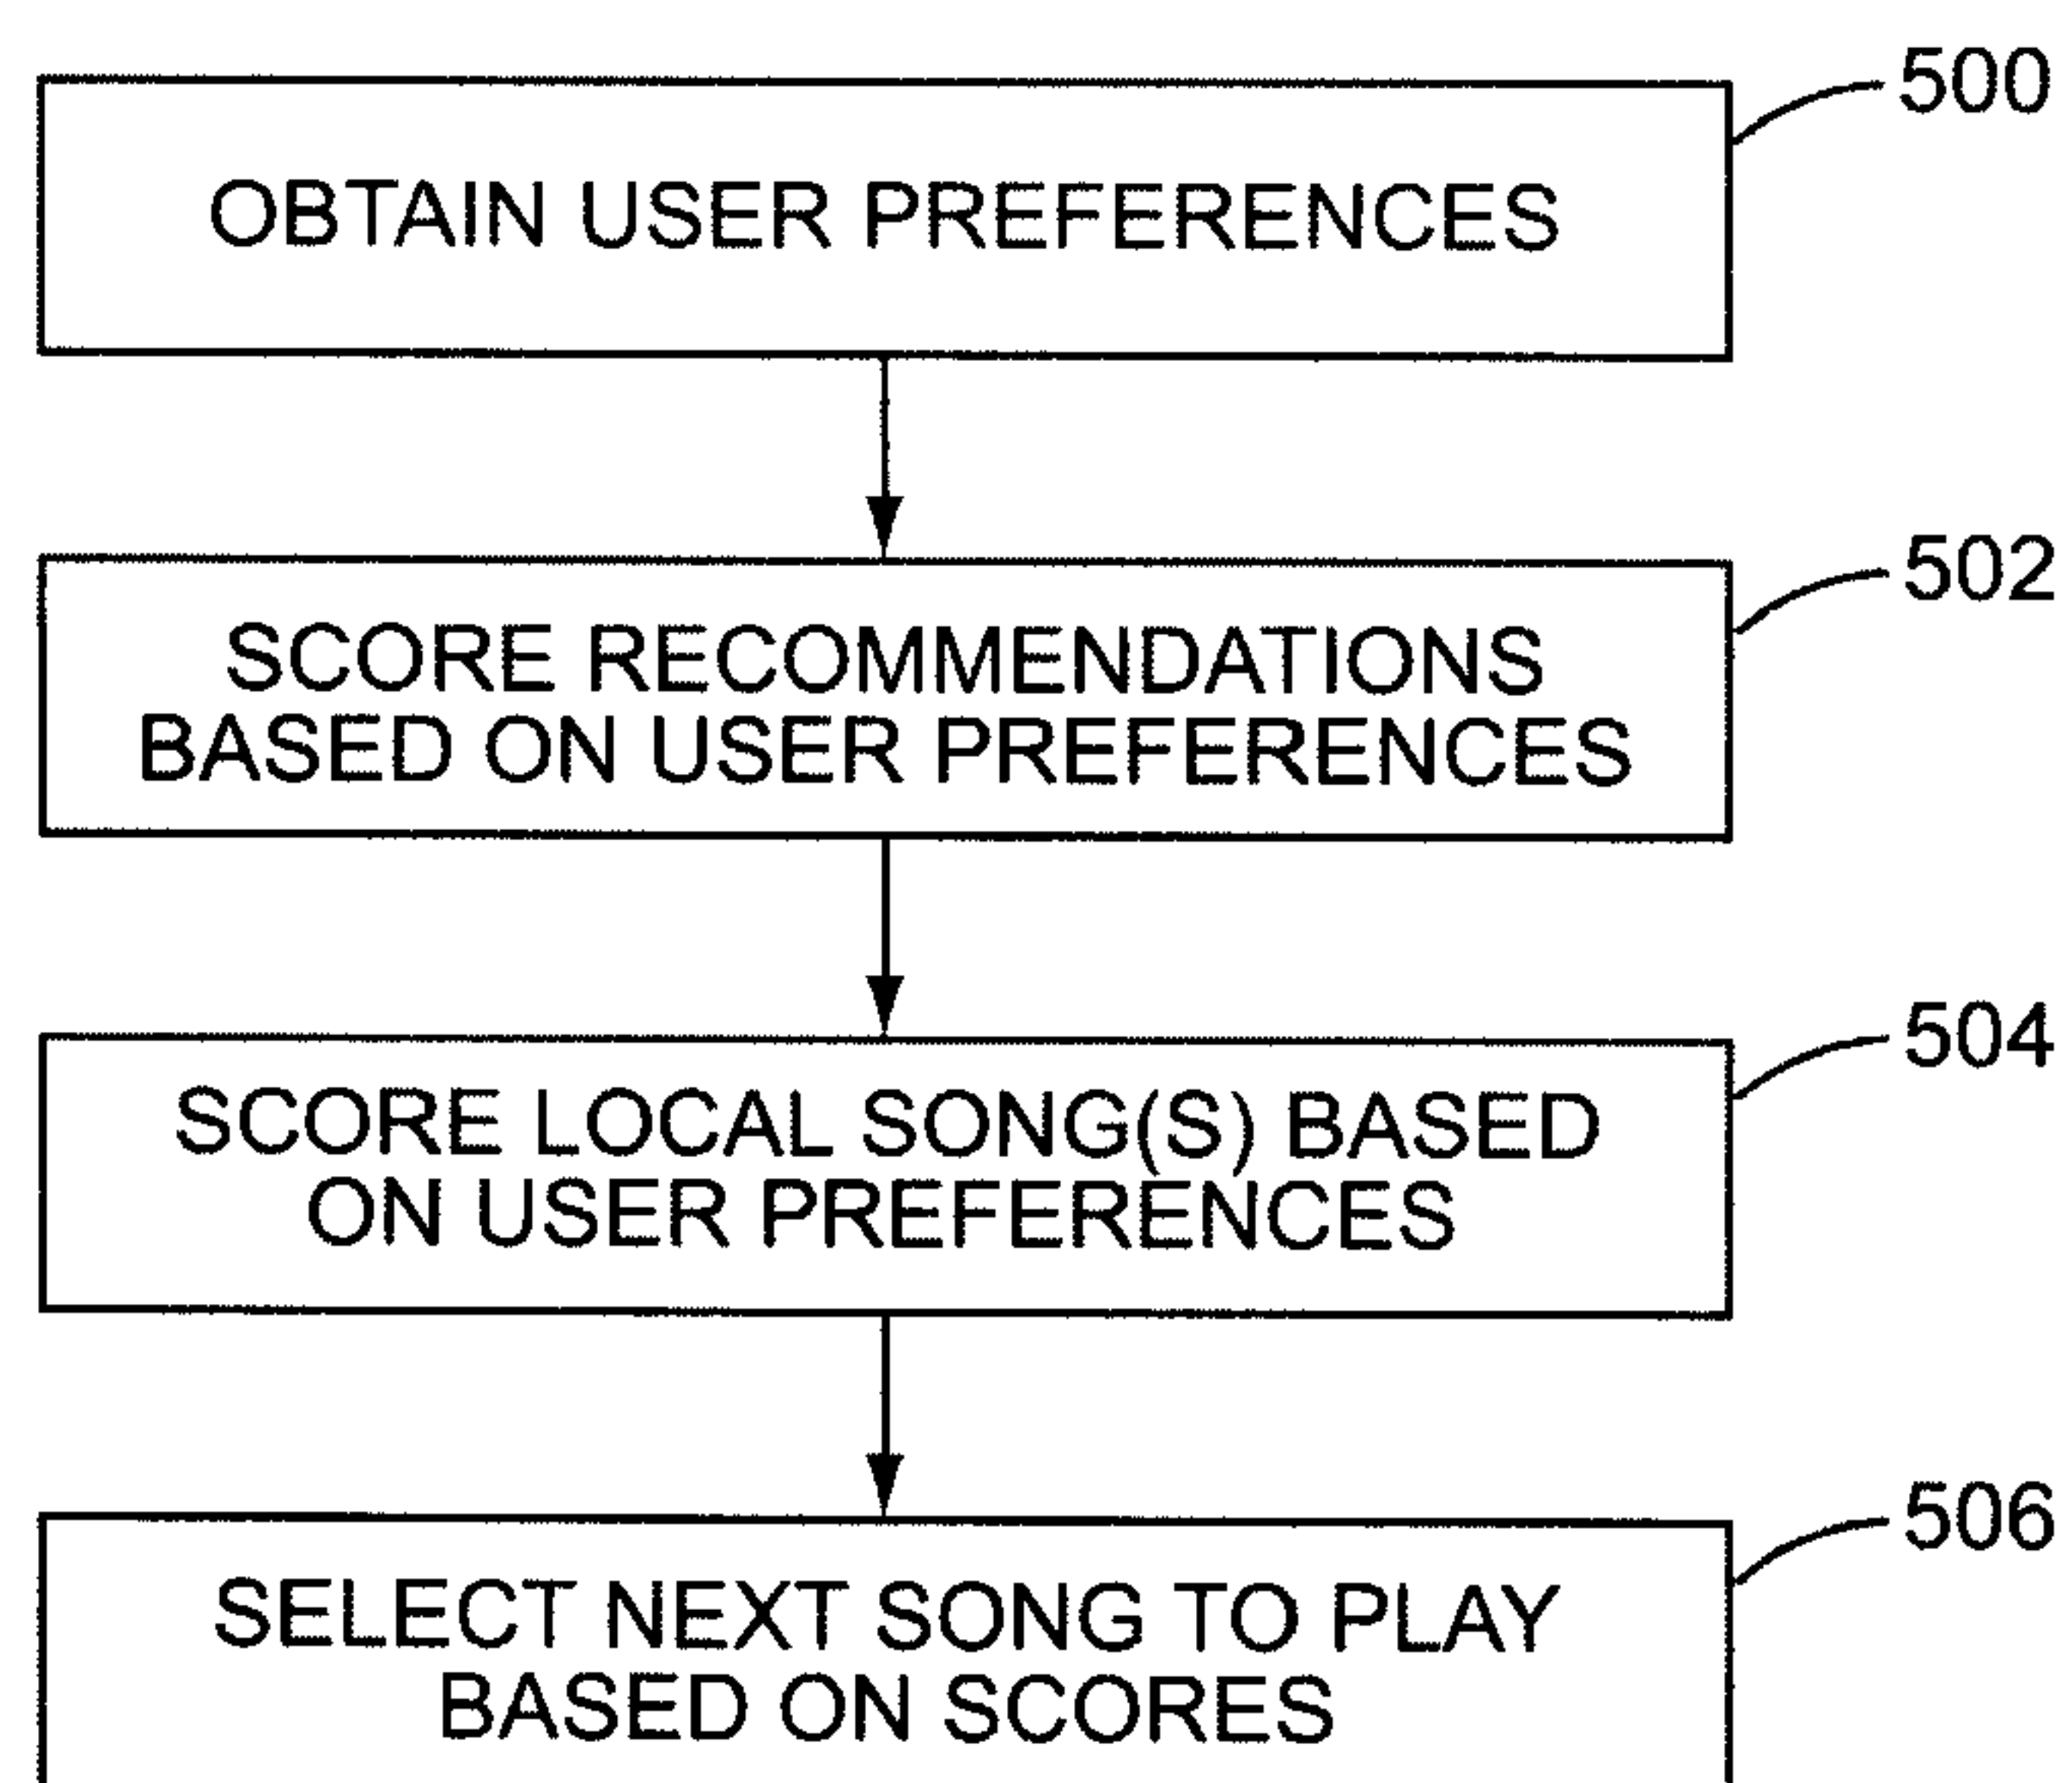 500
OBTAIN USER PREFERENCES
502
SCORE RECOMMENDATIONS
BASED ON USER PREFERENCES
504
SCORE LOCAL SONG(S) BASED
ON USER PREFERENCES
506
SELECT NEXT SONG TO PLAY
BASED ON SCORES